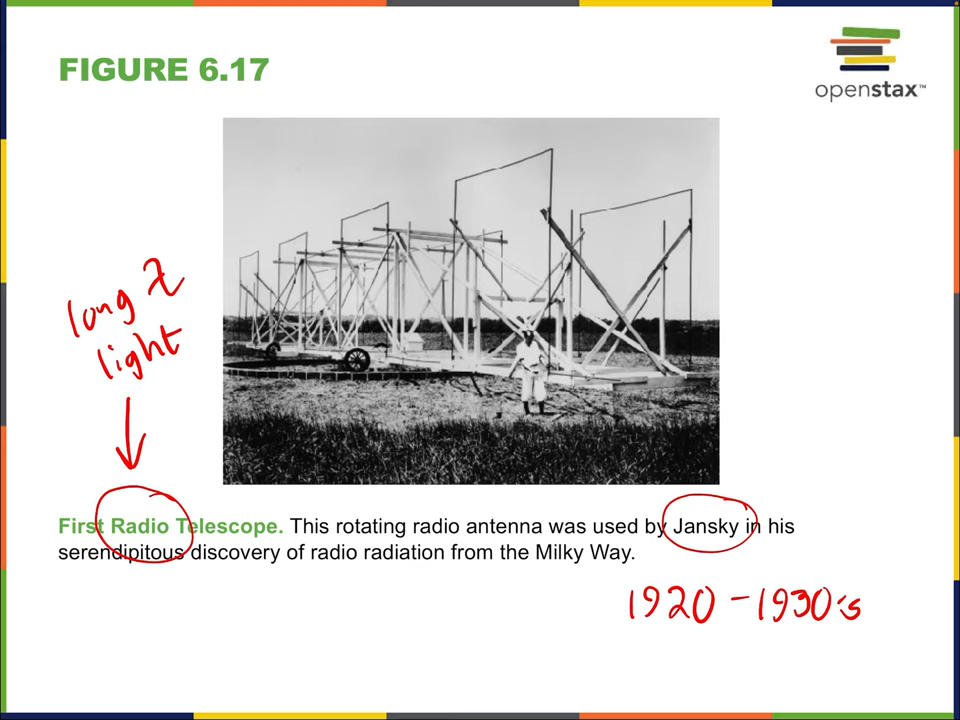 FIGURE 6.17
openstax™
long λ
light
First Radio Telescope. This rotating radio antenna was used by Jansky in his
serendipitous discovery of radio radiation from the Milky Way.
1920 - 1930's